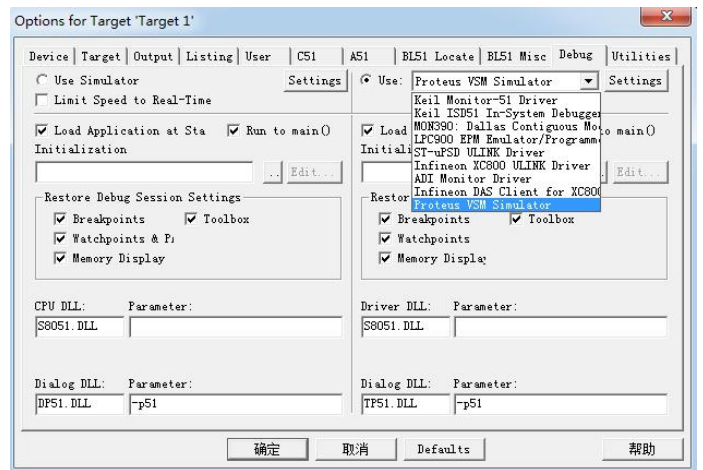 Options for Target 'Target 1'
Device Target Output Listing User C51 A51 BL51 Locate BL51 Misc Debug Utilities
Use Simulator Settings Use: Proteus VSM Simulator Settings
Limit Speed to Real-Time
Keil Monitor-51 Driver
Keil ISD51 In-System Debugger
MON390: Dallas Contiguous Mo
LPC900 EPM Emulator/Programm
ST-uPSD ULINK Driver
Infineon XC800 ULINK Driver
ADI Monitor Driver
Infineon DAS Client for XC800
Proteus VSM Simulator
Load Application at Sta Run to main() Load o main()
Initialization Initiali
.. Edit... Edit...
Restore Debug Session Settings Restor
Breakpoints Toolbox Breakpoints Toolbox
Watchpoints & P Watchpoints
Memory Display Memory Displa
CPU DLL: Parameter: Driver DLL: Parameter:
S8051.DLL S8051.DLL
Dialog DLL: Parameter: Dialog DLL: Parameter:
DP51.DLL -p51 TP51.DLL -p51
确定 取消 Defaults 帮助